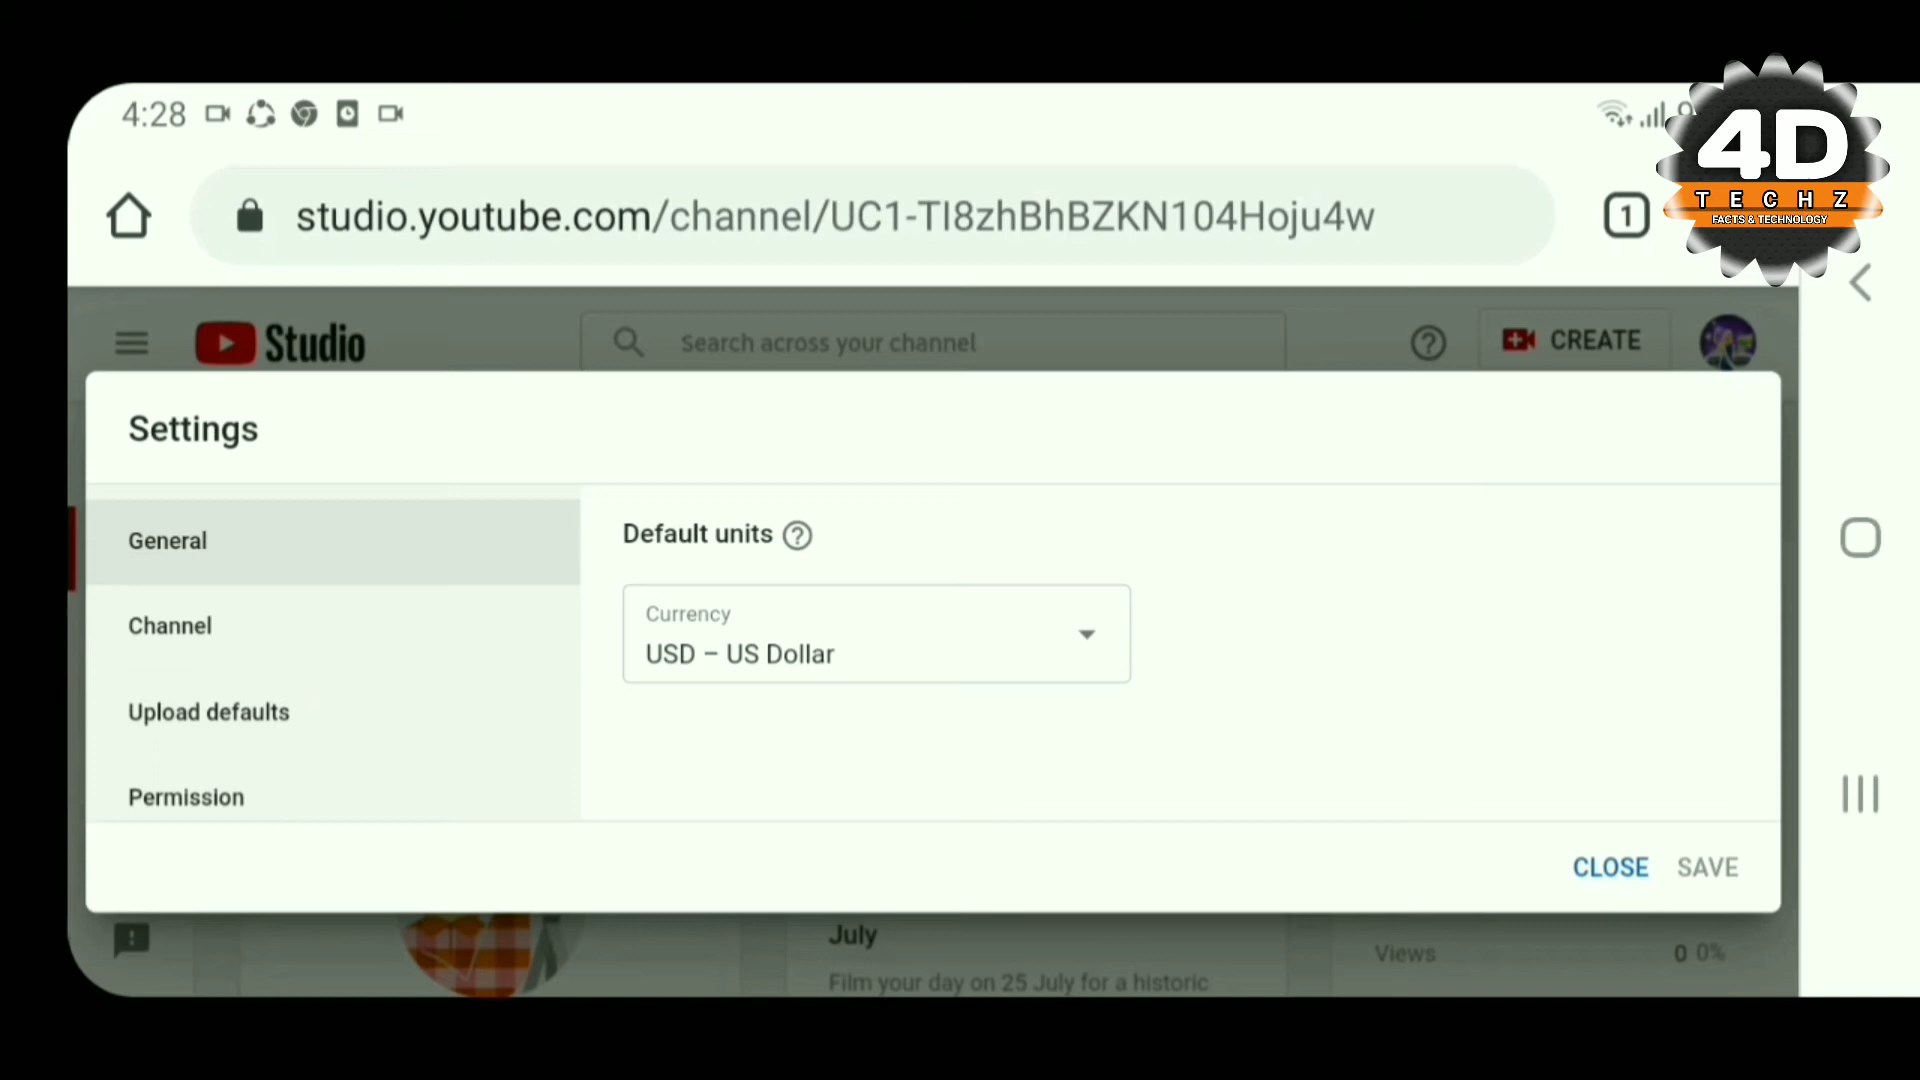 4:28
4D
TECHZ
FACTS & TECHNOLOGY
studio.youtube.com/channel/UC1-TI8zhBhBZKN104Hoju4w
1
Studio
Search across your channel
CREATE
Settings
General
Default units
Currency
USD – US Dollar
Channel
Upload defaults
Permission
CLOSE SAVE
July
Film your day on 25 July for a historic
Views 0 0%